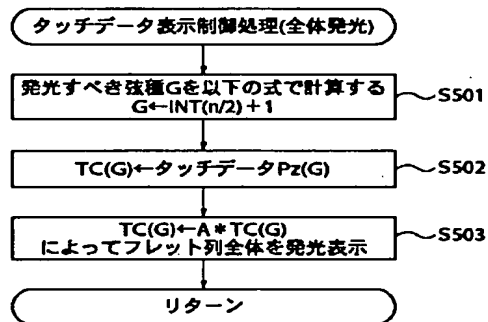 タッチデータ表示制御処理(全体発光)
発光すべき弦種Gを以下の式で計算する
G←INT(n/2)+1
S501
TC(G)←タッチデータPz(G)
S502
TC(G)←A*TC(G)
によってフレット列全体を発光表示
S503
リターン